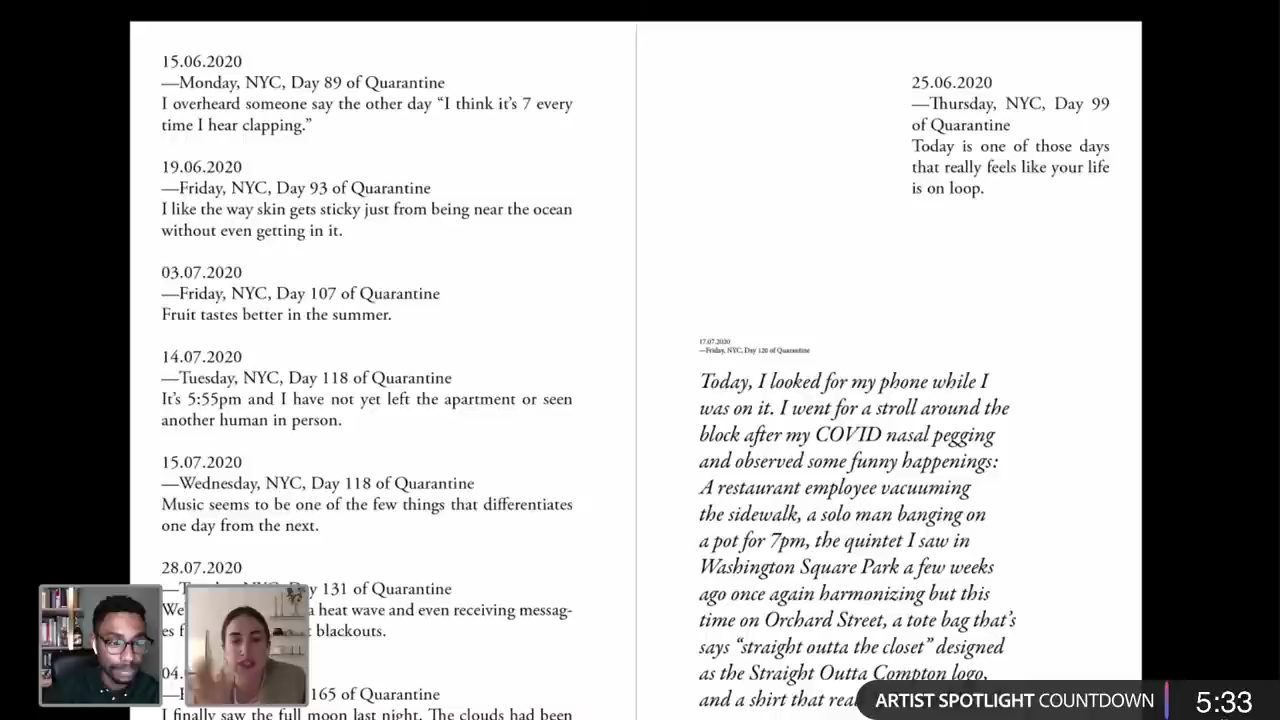 15.06.2020
—Monday, NYC, Day 89 of Quarantine
I overheard someone say the other day “I think it’s 7 every
time I hear clapping.”
19.06.2020
—Friday, NYC, Day 93 of Quarantine
I like the way skin gets sticky just from being near the ocean
without even getting in it.
03.07.2020
—Friday, NYC, Day 107 of Quarantine
Fruit tastes better in the summer.
14.07.2020
—Tuesday, NYC, Day 118 of Quarantine
It’s 5:55pm and I have not yet left the apartment or seen
another human in person.
15.07.2020
—Wednesday, NYC, Day 118 of Quarantine
Music seems to be one of the few things that differentiates
one day from the next.
28.07.2020
131 of Quarantine
a heat wave and even receiving messag-
es blackouts.
04.
165 of Quarantine
I finally saw the full moon last night. The clouds had been
25.06.2020
—Thursday, NYC, Day 99
of Quarantine
Today is one of those days
that really feels like your life
is on loop.
17.07.2020
—Friday, NYC, Day 120 of Quarantine
Today, I looked for my phone while I
was on it. I went for a stroll around the
block after my COVID nasal pegging
and observed some funny happenings:
A restaurant employee vacuuming
the sidewalk, a solo man banging on
a pot for 7pm, the quintet I saw in
Washington Square Park a few weeks
ago once again harmonizing but this
time on Orchard Street, a tote bag that’s
says “straight outta the closet” designed
as the Straight Outta Compton logo,
and a shirt that
ARTIST SPOTLIGHT COUNTDOWN
5:33